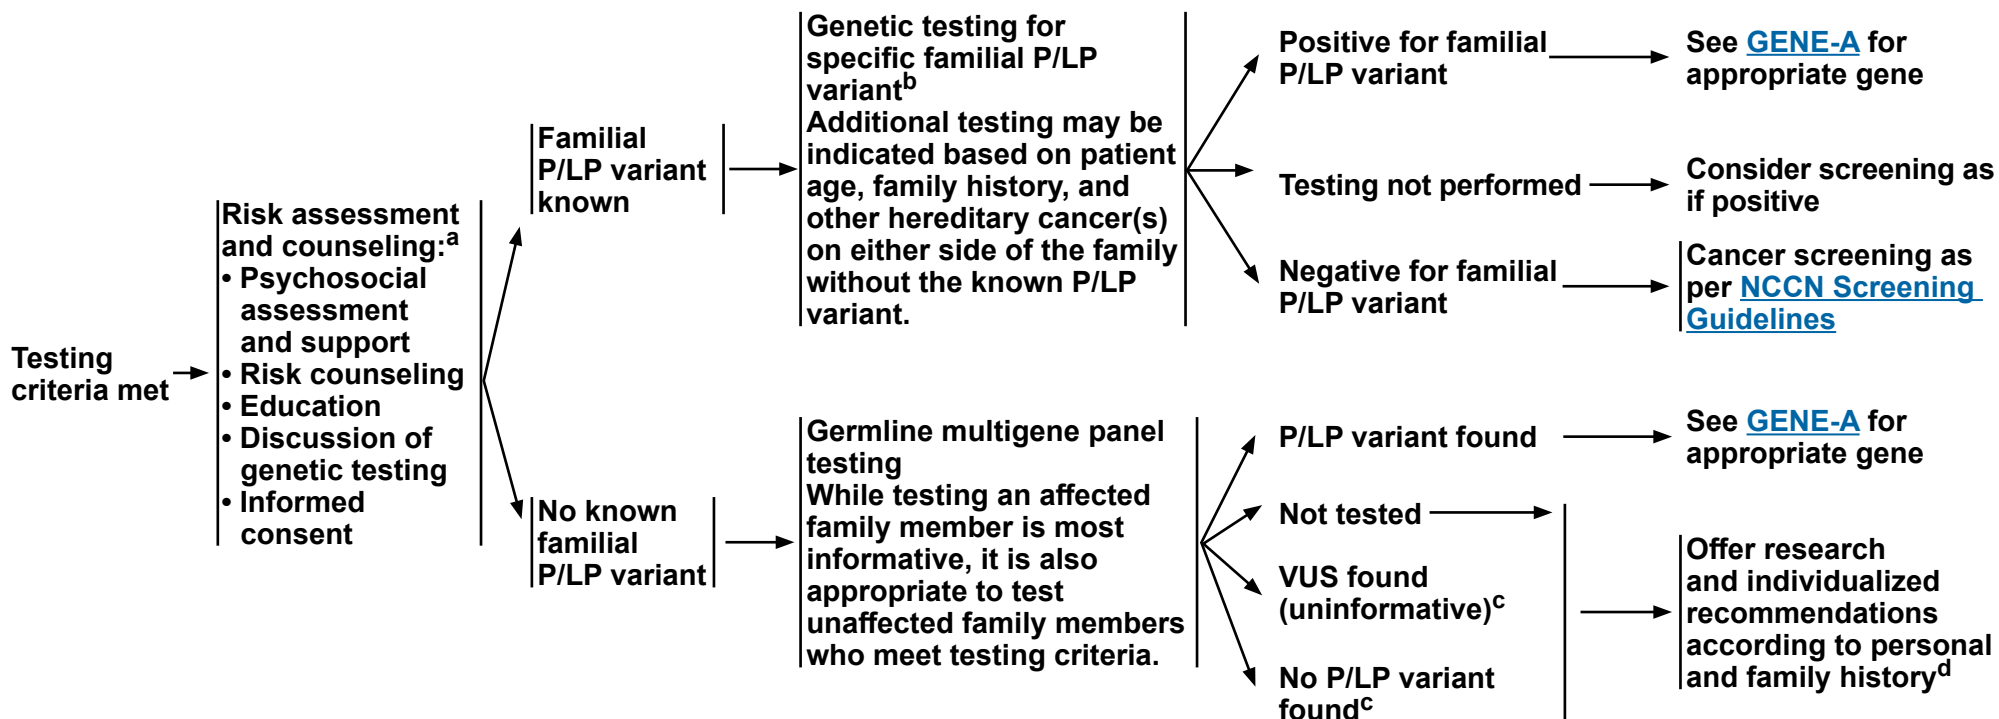 Testing
criteria met
Risk assessment
and counseling:a
• Psychosocial
assessment
and support
• Risk counseling
• Education
• Discussion of
genetic testing
• Informed
consent
Familial
P/LP variant
known
Genetic testing for
specific familial P/LP
variantb
Additional testing may be
indicated based on patient
age, family history, and
other hereditary cancer(s)
on either side of the family
without the known P/LP
variant.
Positive for familial
P/LP variant
See GENE-A for
appropriate gene
Testing not performed
Consider screening as
if positive
Negative for familial
P/LP variant
Cancer screening as
per NCCN Screening
Guidelines
No known
familial
P/LP variant
Germline multigene panel
testing
While testing an affected
family member is most
informative, it is also
appropriate to test
unaffected family members
who meet testing criteria.
P/LP variant found
See GENE-A for
appropriate gene
Not tested
VUS found
(uninformative)c
No P/LP variant
foundc
Offer research
and individualized
recommendations
according to personal
and family historyd